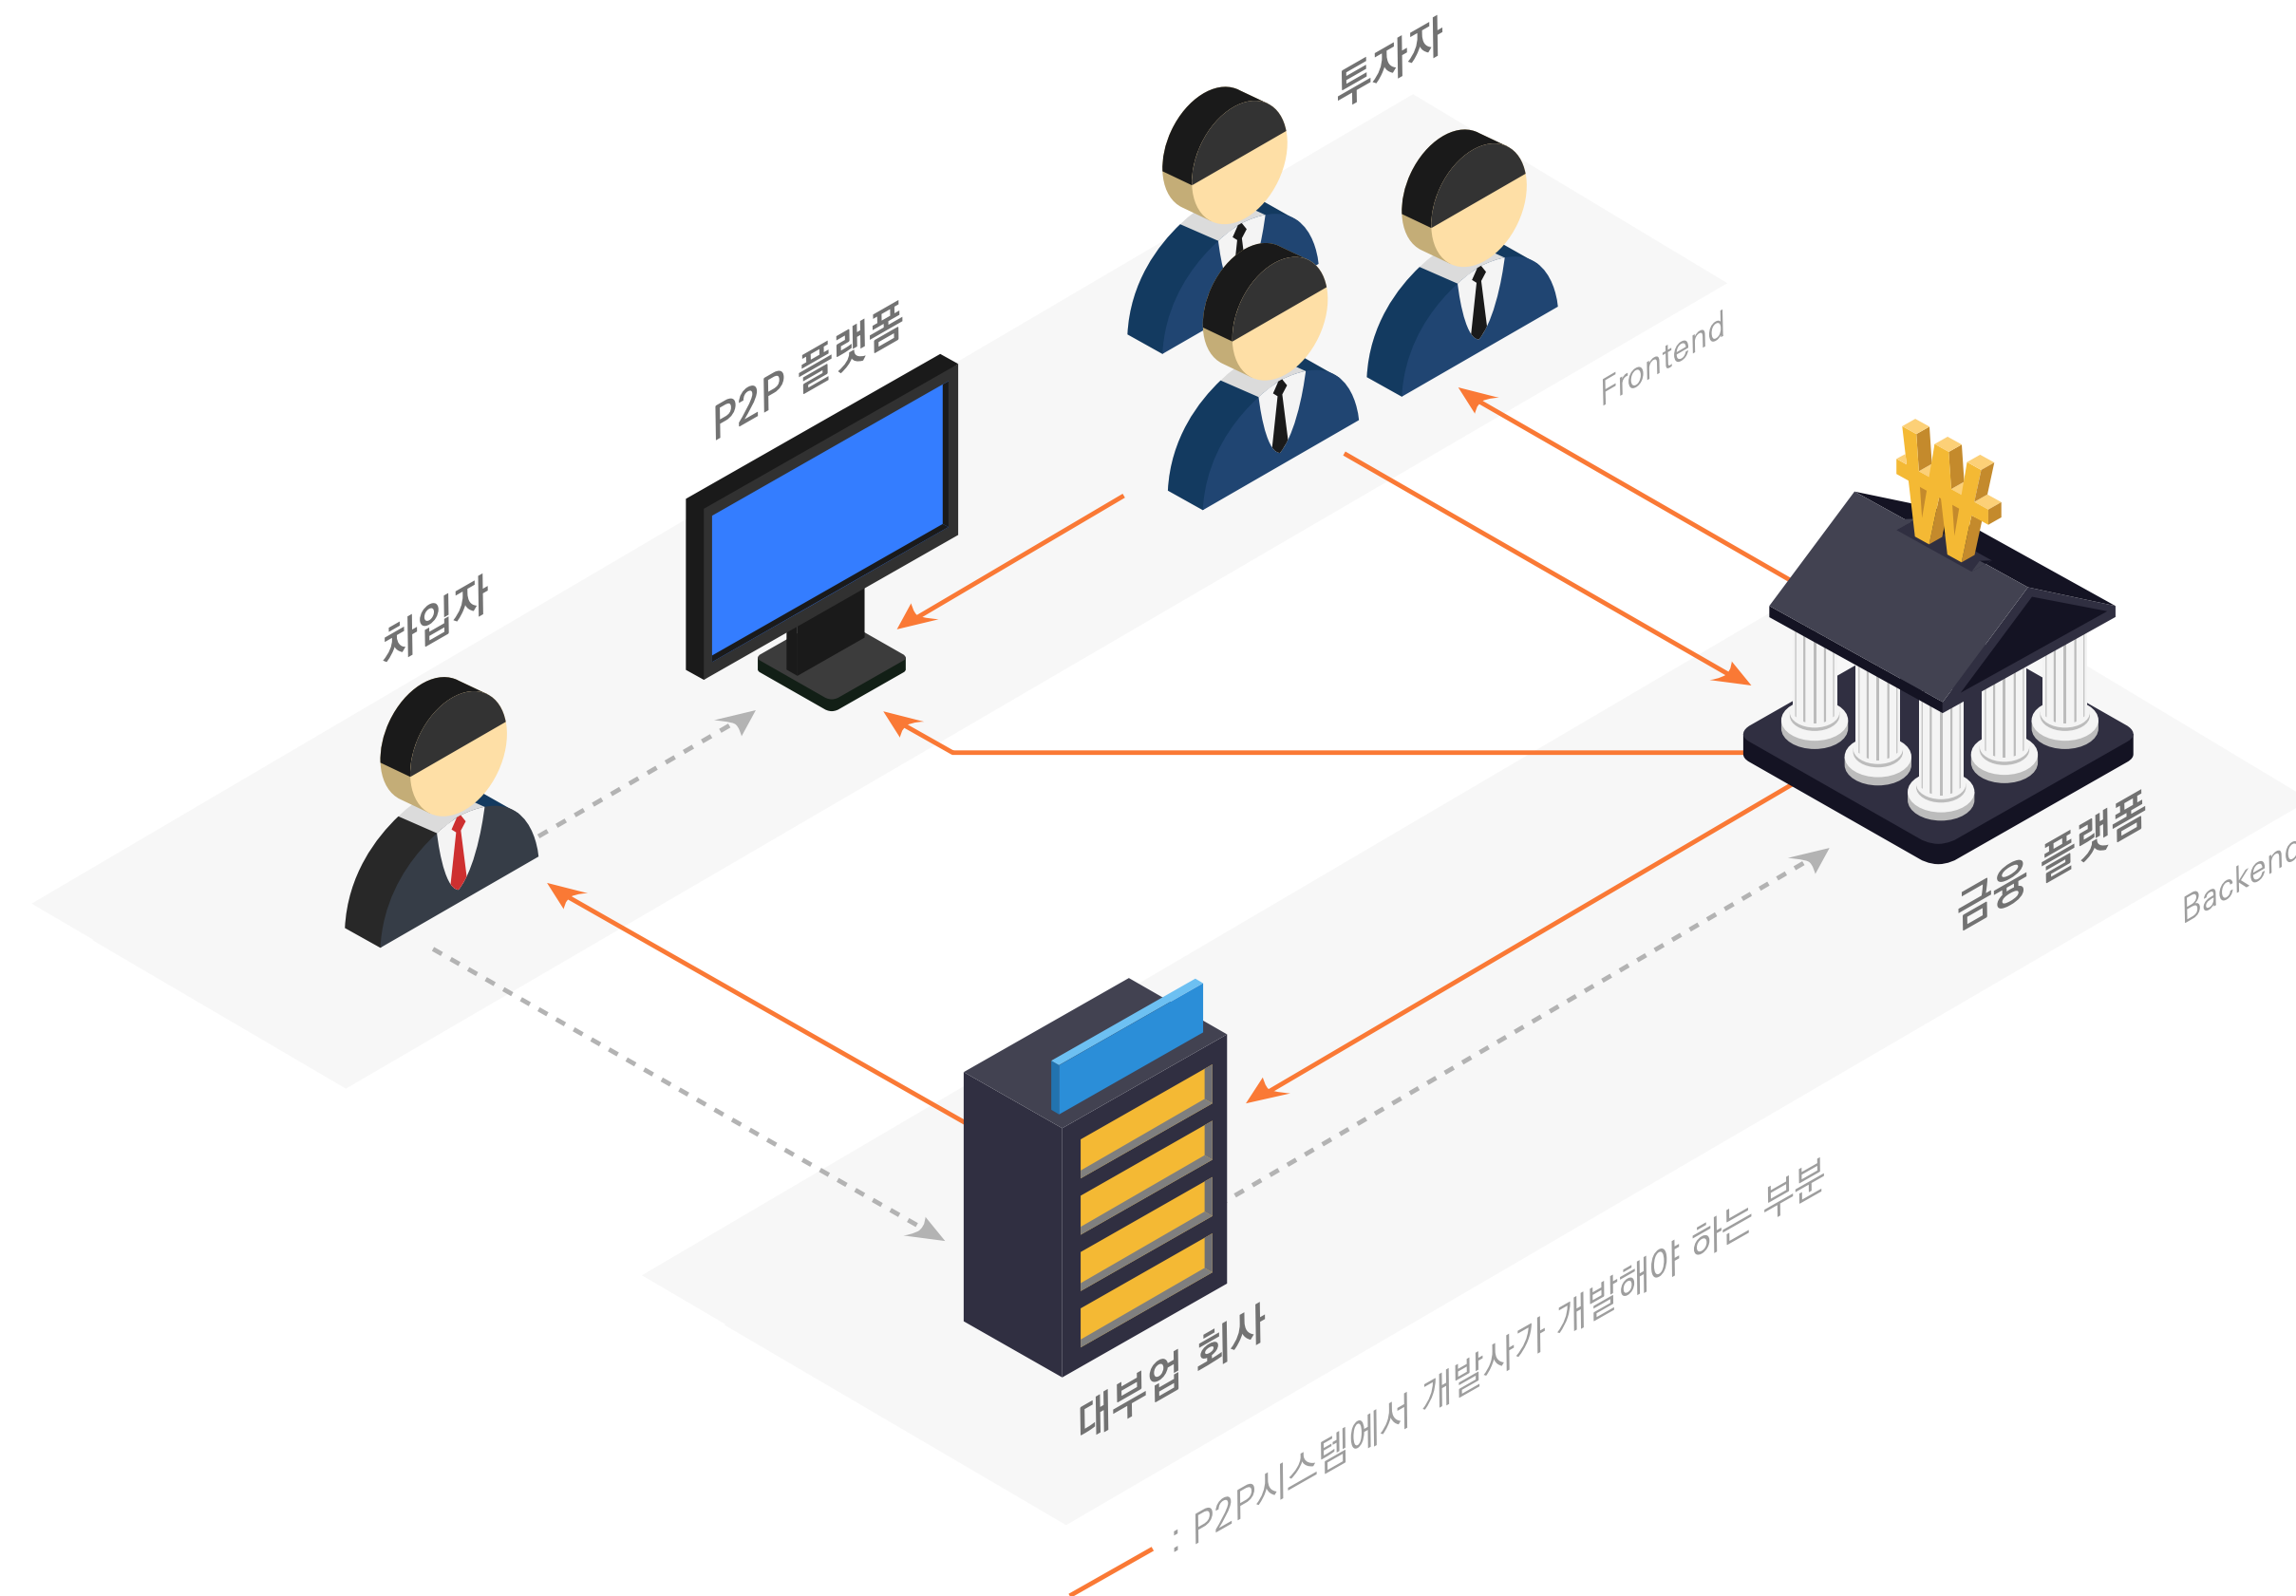 투자자
P2P 플랫폼
Frontend
차입자
금융 플랫폼
Backend
대부업 회사
: P2P시스템에서 개발사가 개발해야 하는 부분